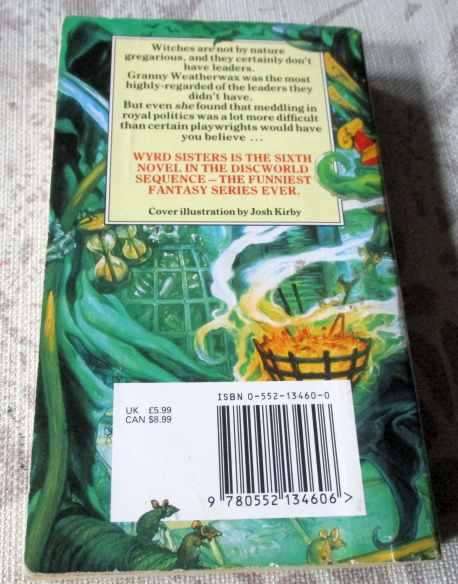 Witches are not by nature
gregarious, and they certainly don't
have leaders.
Granny Weatherwax was the most
highly-regarded of the leaders they
didn't have.
But even she found that meddling in
royal politics was a lot more difficult
than certain playwrights would have
you believe ...
WYRD SISTERS IS THE SIXTH
NOVEL IN THE DISCWORLD
SEQUENCE – THE FUNNIEST
FANTASY SERIES EVER.
Cover illustration by Josh Kirby
UK £5.99
CAN $8.99
ISBN 0-552-13460-0
9 780552 134606 >